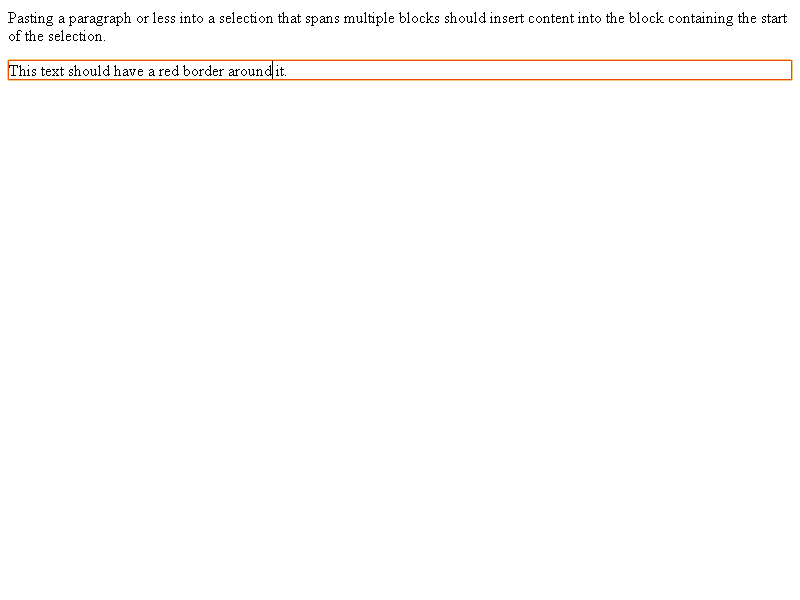 Pasting a paragraph or less into a selection that spans multiple blocks should insert content into the block containing the start
of the selection.
This text should have a red border around it.